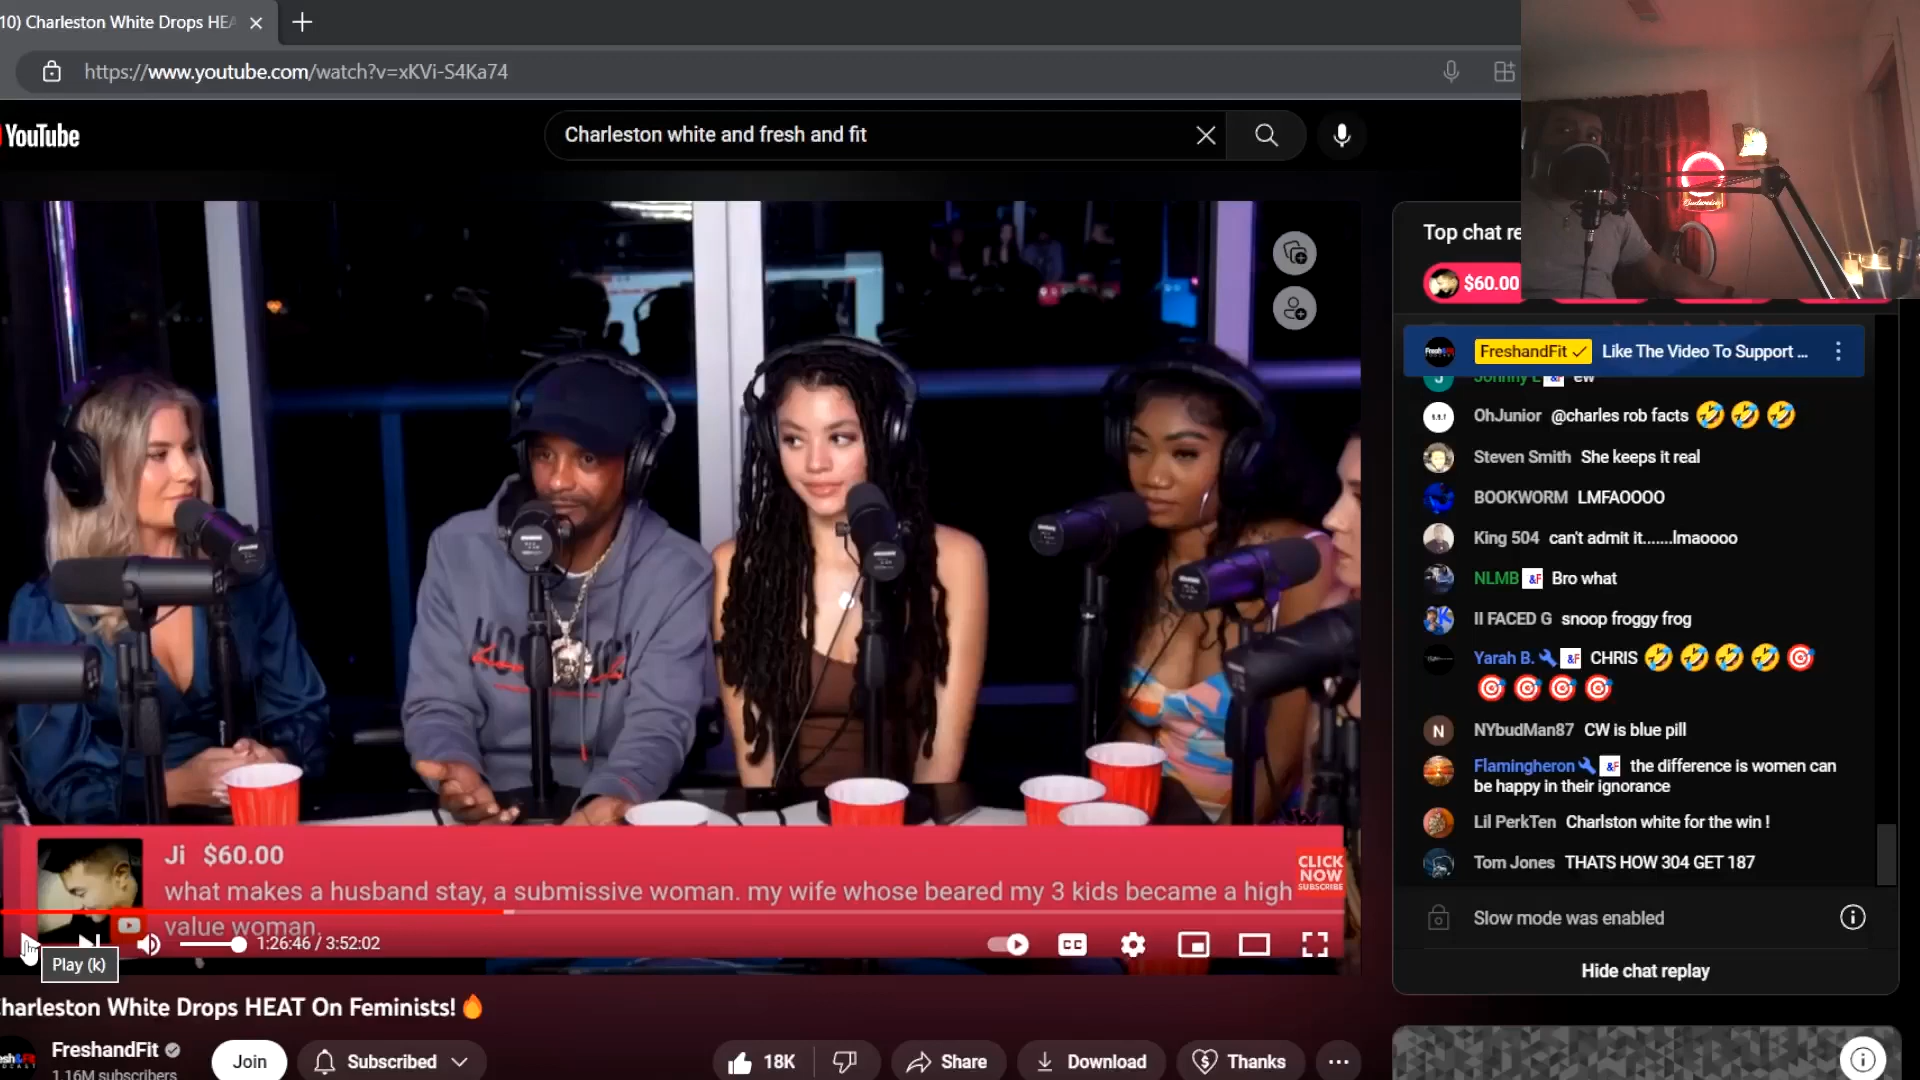 10) Charleston White Drops HEA
https://www.youtube.com/watch?v=xKVi-S4Ka74
YouTube
Charleston white and fresh and fit
Top chat re
$60.00
FreshandFit Like The Video To Support ...
Johnny L &F ew
OhJunior @charles rob facts
Steven Smith She keeps it real
BOOKWORM LMFAOOOO
King 504 can't admit it.......lmaoooo
NLMB &F Bro what
II FACED G snoop froggy frog
Yarah B. &F CHRIS
N NYbudMan87 CW is blue pill
Flamingheron &F the difference is women can
be happy in their ignorance
Lil PerkTen Charlston white for the win !
Tom Jones THATS HOW 304 GET 187
Slow mode was enabled
Hide chat replay
Budweiser
Ji $60.00
what makes a husband stay, a submissive woman. my wife whose beared my 3 kids became a high
value woman.
CLICK
NOW
SUBSCRIBE
1:26:46 / 3:52:02
CC
Play (k)
harleston White Drops HEAT On Feminists!
FreshandFit
1.16M subscribers
Join
Subscribed
18K
Share
Download
Thanks